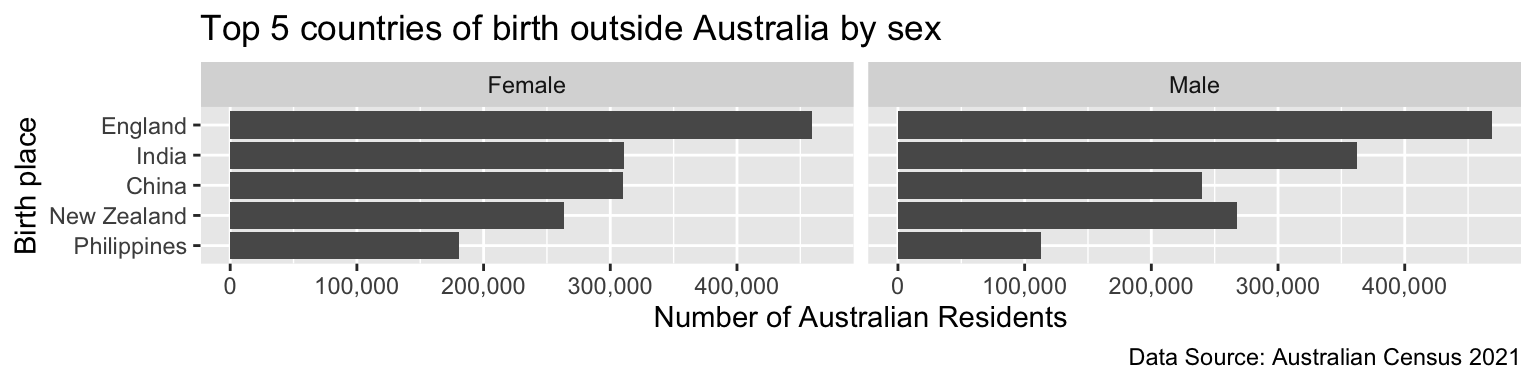 Top 5 countries of birth outside Australia by sex
Female
Male
Birth place
England
India
China
New Zealand
Philippines
0 100,000 200,000 300,000 400,000
0 100,000 200,000 300,000 400,000
Number of Australian Residents
Data Source: Australian Census 2021